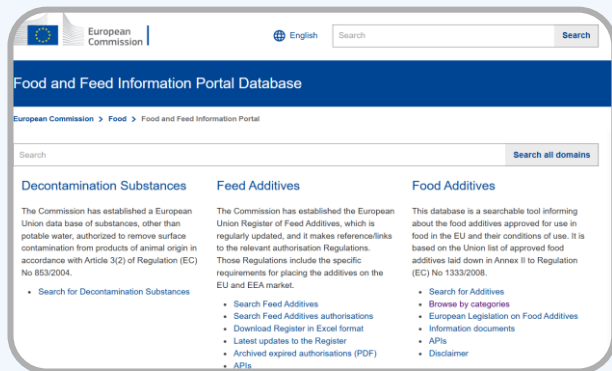 European
Commission
English
Search
Search
Food and Feed Information Portal Database
European Commission > Food > Food and Feed Information Portal
Search
Search all domains
Decontamination Substances
The Commission has established a European
Union data base of substances, other than
potable water, authorized to remove surface
contamination from products of animal origin in
accordance with Article 3(2) of Regulation (EC)
No 853/2004.
• Search for Decontamination Substances
Feed Additives
The Commission has established the European
Union Register of Feed Additives, which is
regularly updated, and it makes reference/links
to the relevant authorisation Regulations.
Those Regulations include the specific
requirements for placing the additives on the
EU and EEA market.
• Search Feed Additives
• Search Feed Additives authorisations
• Download Register in Excel format
• Latest updates to the Register
• Archived expired authorisations (PDF)
• APIs
Food Additives
This database is a searchable tool informing
about the food additives approved for use in
food in the EU and their conditions of use. It is
based on the Union list of approved food
additives laid down in Annex II to Regulation
(EC) No 1333/2008.
• Search for Additives
• Browse by categories
• European Legislation on Food Additives
• Information documents
• APIs
• Disclaimer